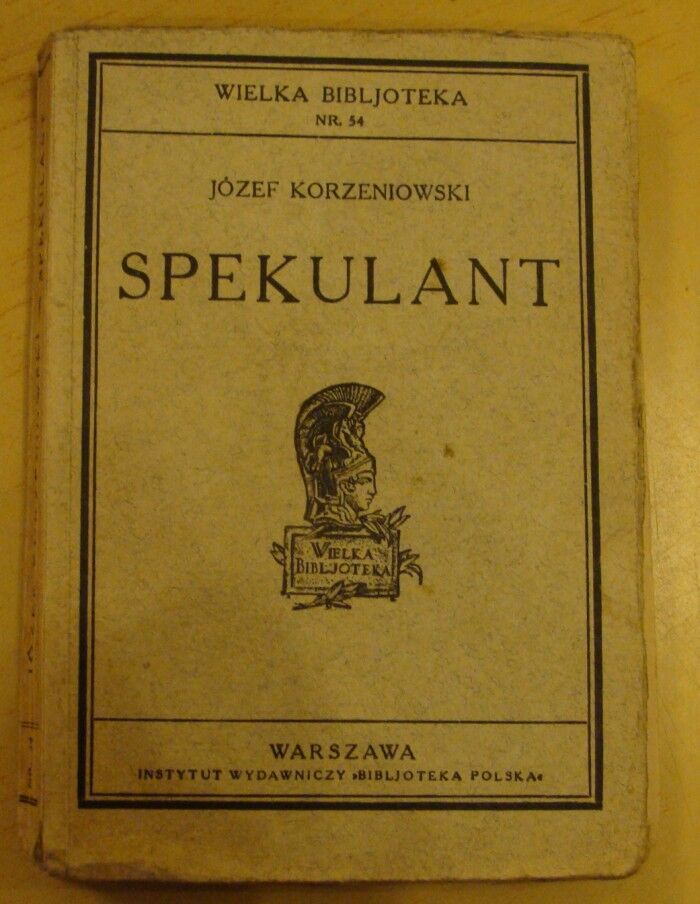 WIELKA BIBLJOTEKA
NR. 54
JÓZEF KORZENIOWSKI
SPEKULANT
WIELKA
BIBLJOTEKA
WARSZAWA
INSTYTUT WYDAWNICZY »BIBLJOTEKA POLSKA«